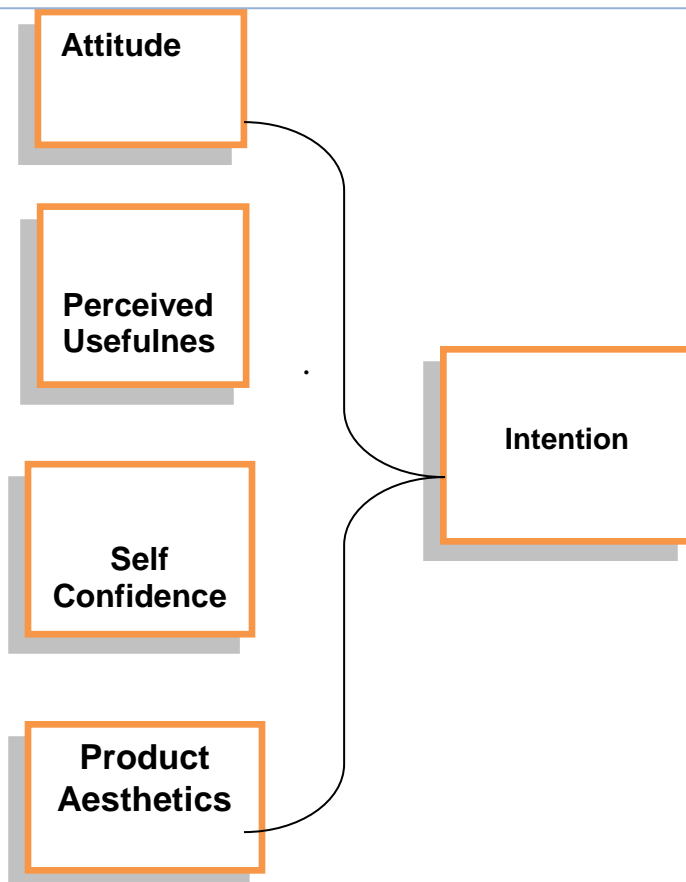 Attitude
Perceived
Usefulnes
Intention
Self
Confidence
Product
Aesthetics